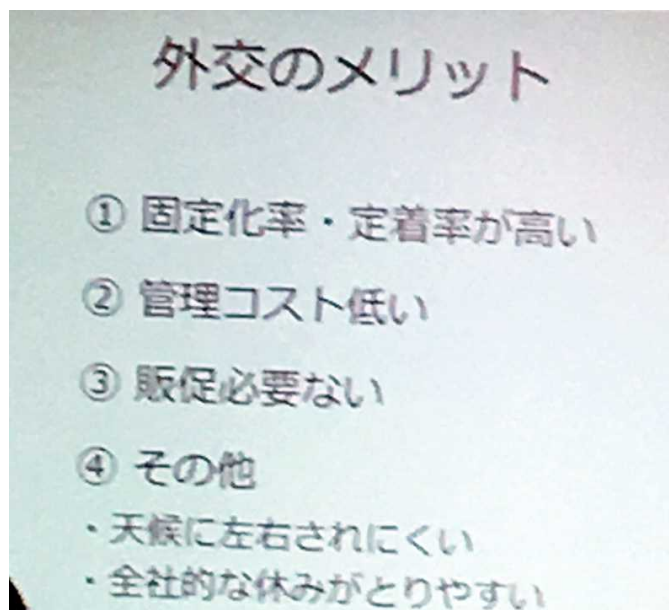 外交のメリット
① 固定化率・定着率が高い
② 管理コスト低い
③ 販促必要ない
④ その他
・天候に左右されにくい
・全社的な休みがとりやすい